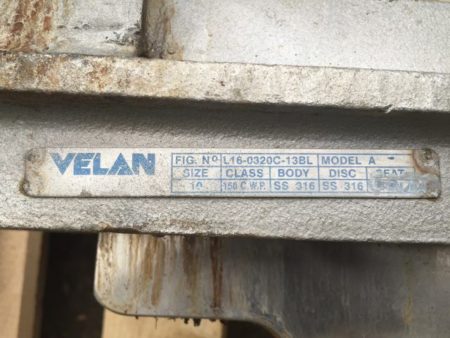 VELAN
FIG. Nº L16-0320C-13BL MODEL A
SIZE CLASS BODY DISC SEAT
10 150 C.W.P. SS 316 SS 316